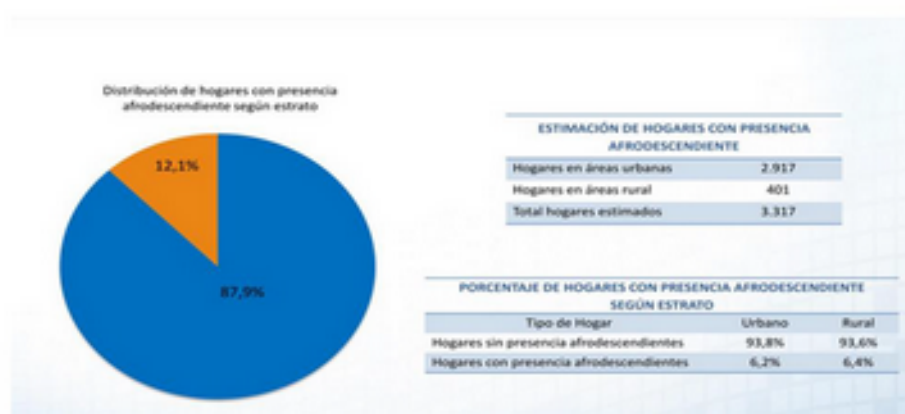 Distribución de hogares con presencia
afrodescendiente según estrato
12,1%
87,9%
ESTIMACIÓN DE HOGARES CON PRESENCIA
AFRODESCENDIENTE
Hogares en áreas urbanas 2.917
Hogares en áreas rural 401
Total hogares estimados 3.317
PORCENTAJE DE HOGARES CON PRESENCIA AFRODESCENDIENTE
SEGÚN ESTRATO
Tipo de Hogar Urbano Rural
Hogares sin presencia afrodescendientes 93,8% 93,6%
Hogares con presencia afrodescendientes 6,2% 6,4%